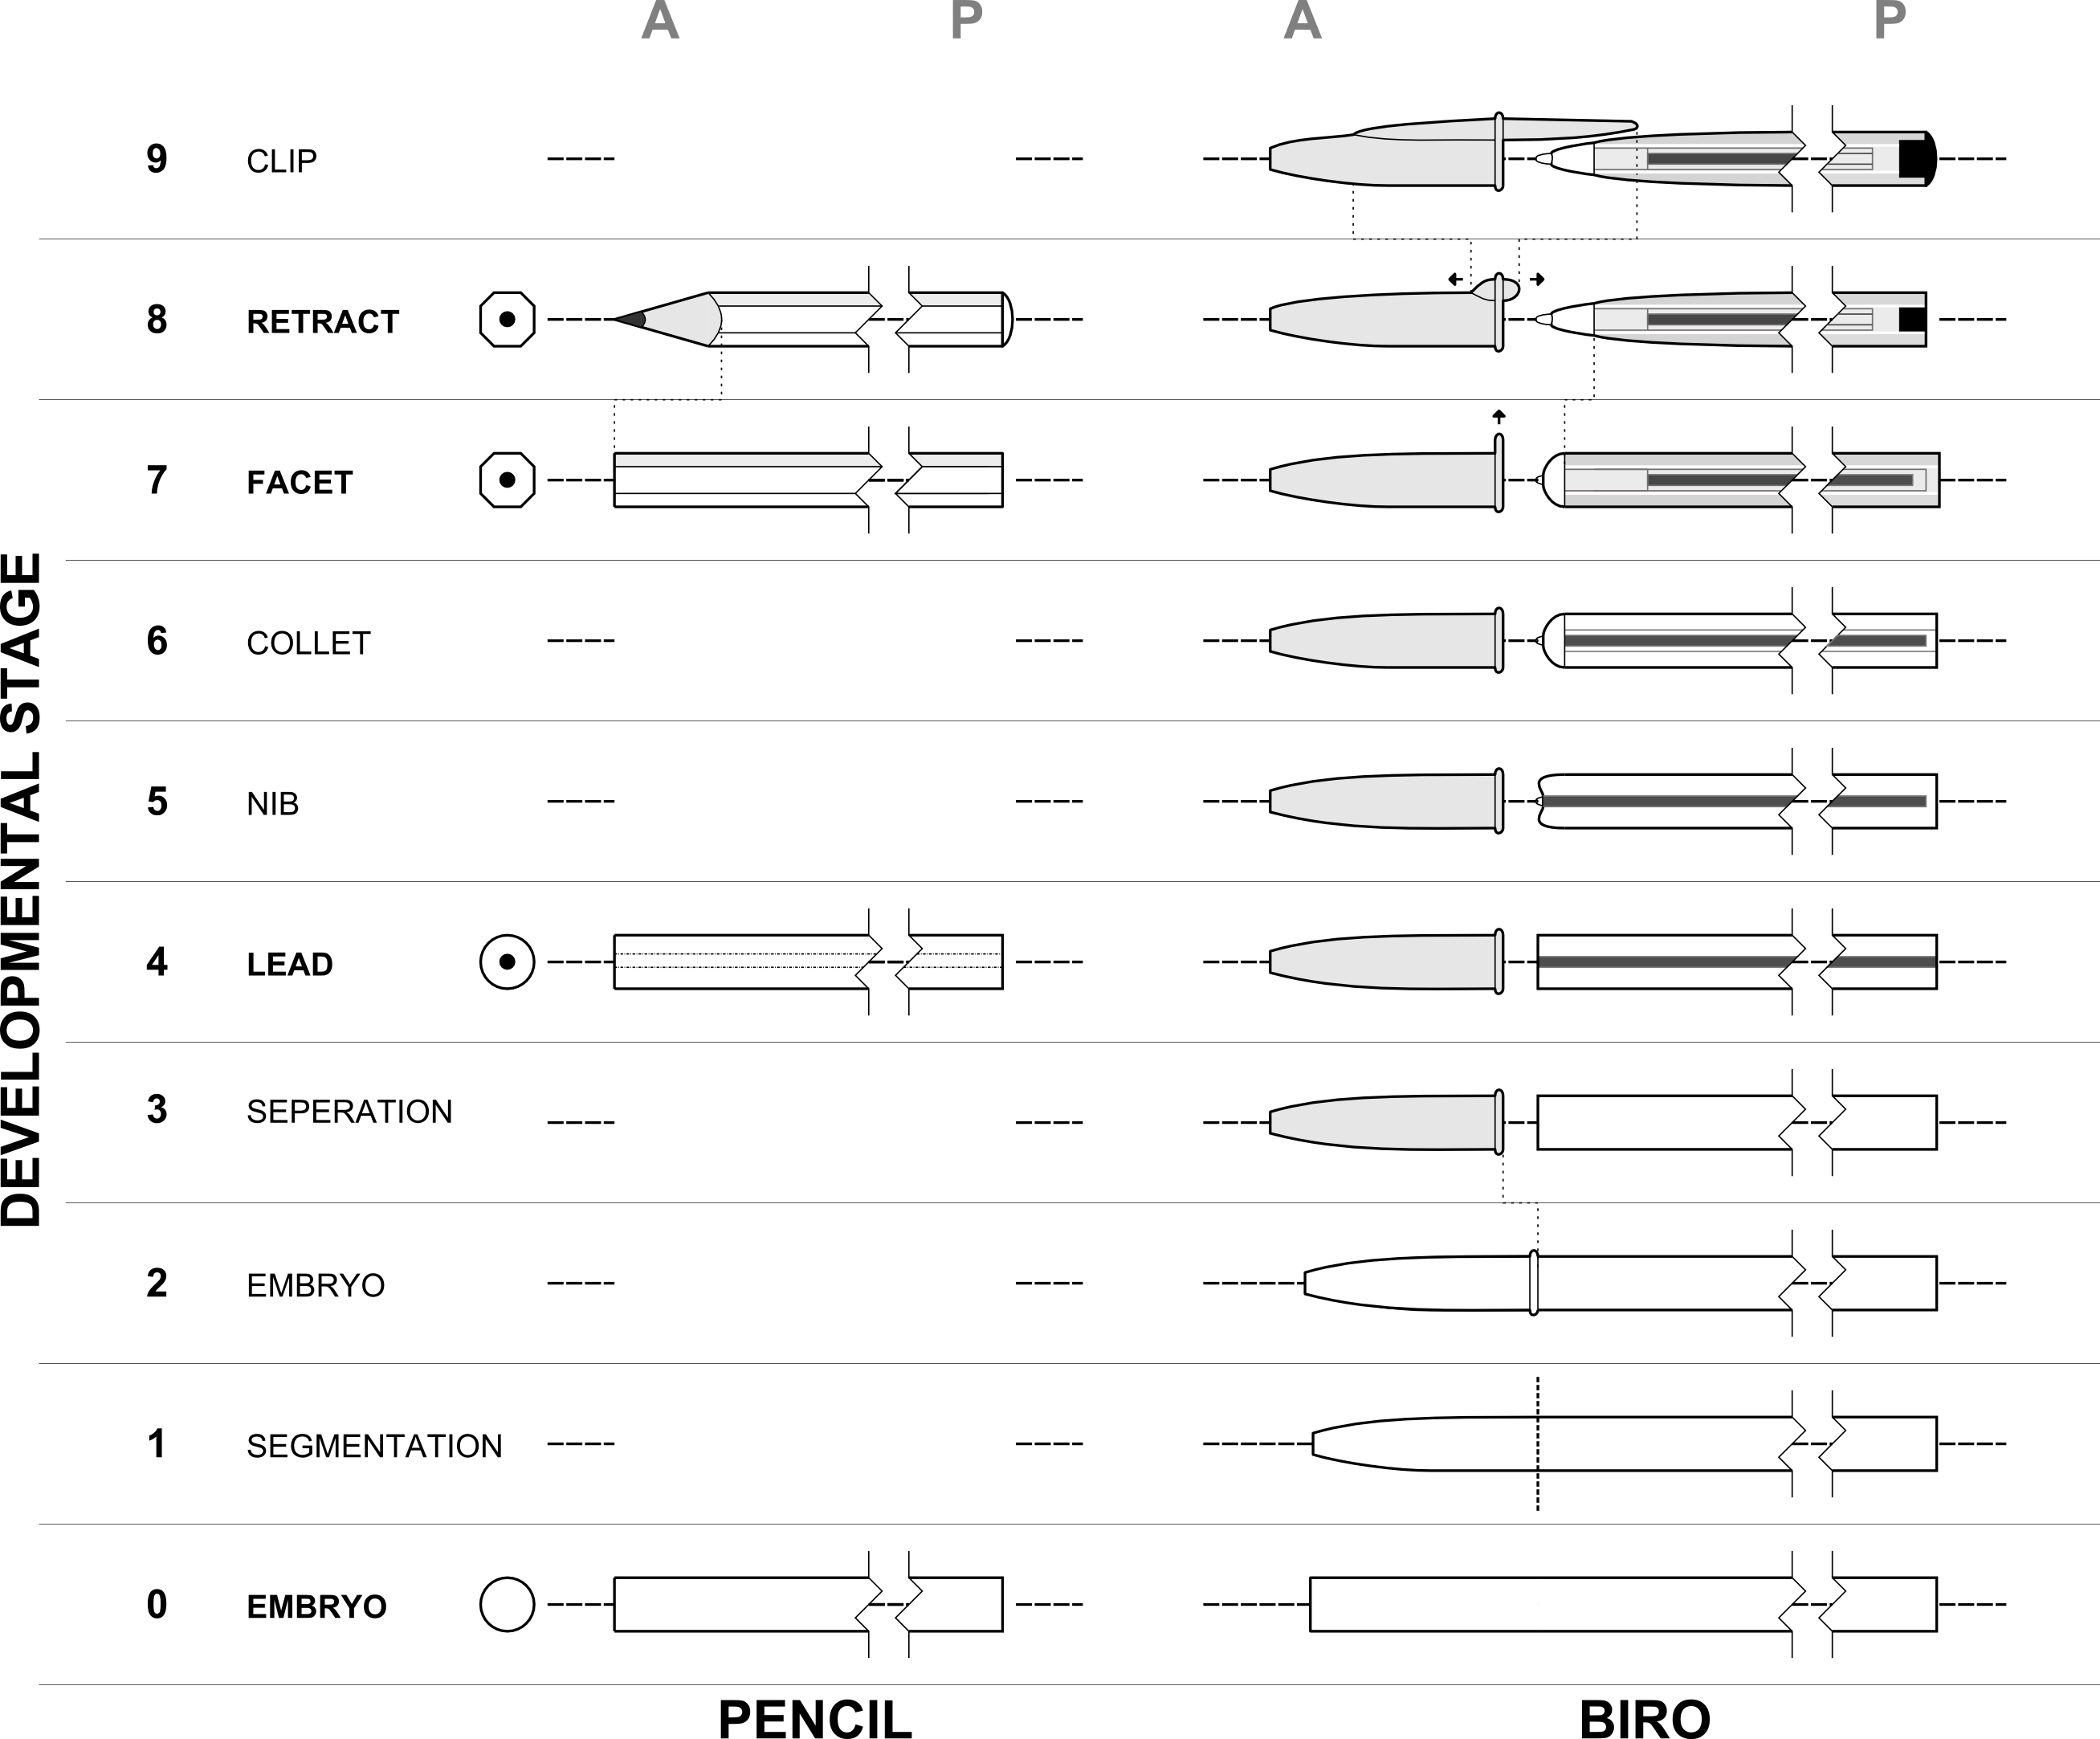 A P A P
9 CLIP
8 RETRACT
7 FACET
6 COLLET
5 NIB
4 LEAD
3 SEPERATION
2 EMBRYO
1 SEGMENTATION
0 EMBRYO
DEVELOPMENTAL STAGE
PENCIL BIRO